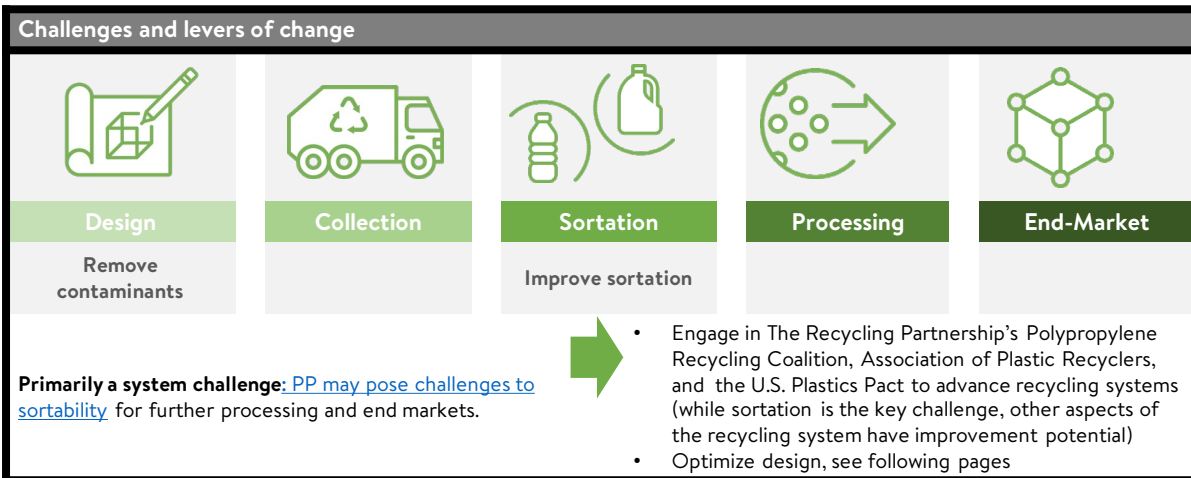 Challenges and levers of change
Design
Collection
Sortation
Processing
End-Market
Remove
contaminants
Improve sortation
Primarily a system challenge: PP may pose challenges to
sortability for further processing and end markets.
• Engage in The Recycling Partnership's Polypropylene
Recycling Coalition, Association of Plastic Recyclers,
and the U.S. Plastics Pact to advance recycling systems
(while sortation is the key challenge, other aspects of
the recycling system have improvement potential)
• Optimize design, see following pages